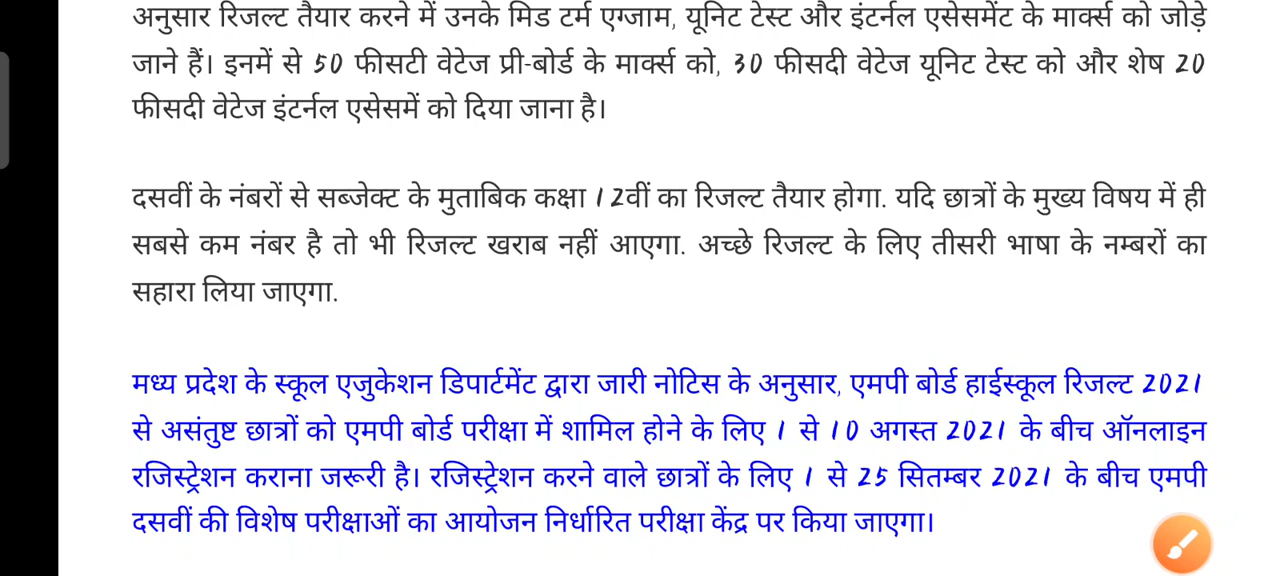 अनुसार रिजल्ट तैयार करने में उनके मिड टर्म एग्जाम, यूनिट टेस्ट और इंटर्नल एसेसमेंट के मार्क्स को जोड़े
जाने हैं। इनमें से 50 फीसटी वेटेज प्री-बोर्ड के मार्क्स को, 30 फीसदी वेटेज यूनिट टेस्ट को और शेष 20
फीसदी वेटेज इंटर्नल एसेसमें को दिया जाना है।
दसवीं के नंबरों से सब्जेक्ट के मुताबिक कक्षा 12वीं का रिजल्ट तैयार होगा. यदि छात्रों के मुख्य विषय में ही
सबसे कम नंबर है तो भी रिजल्ट खराब नहीं आएगा. अच्छे रिजल्ट के लिए तीसरी भाषा के नम्बरों का
सहारा लिया जाएगा.
मध्य प्रदेश के स्कूल एजुकेशन डिपार्टमेंट द्वारा जारी नोटिस के अनुसार, एमपी बोर्ड हाईस्कूल रिजल्ट 2021
से असंतुष्ट छात्रों को एमपी बोर्ड परीक्षा में शामिल होने के लिए 1 से 10 अगस्त 2021 के बीच ऑनलाइन
रजिस्ट्रेशन कराना जरूरी है। रजिस्ट्रेशन करने वाले छात्रों के लिए 1 से 25 सितम्बर 2021 के बीच एमपी
दसवीं की विशेष परीक्षाओं का आयोजन निर्धारित परीक्षा केंद्र पर किया जाएगा।